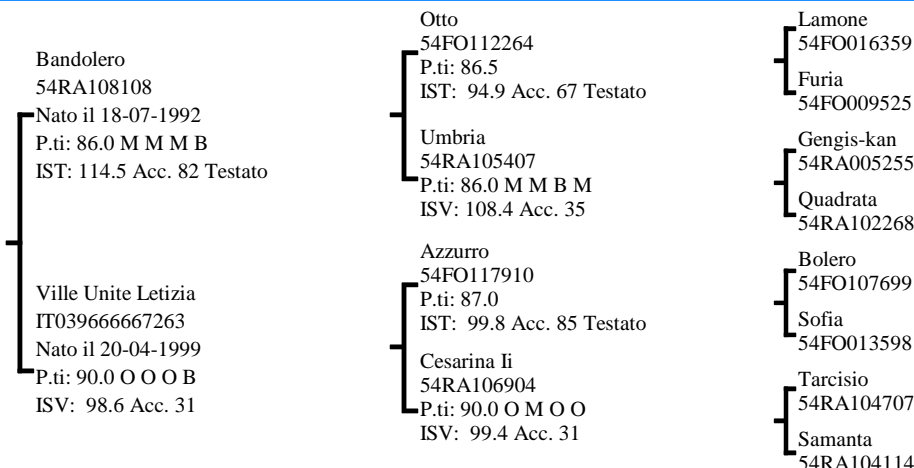 Bandolero
54RA108108
Nato il 18-07-1992
P.ti: 86.0 M M M B
IST: 114.5 Acc. 82 Testato
Ville Unite Letizia
IT039666667263
Nato il 20-04-1999
P.ti: 90.0 O O O B
ISV:  98.6 Acc. 31
Otto
54FO112264
P.ti: 86.5
IST:  94.9 Acc. 67 Testato
Umbria
54RA105407
P.ti: 86.0 M M B M
ISV: 108.4 Acc. 35
Azzurro
54FO117910
P.ti: 87.0
IST:  99.8 Acc. 85 Testato
Cesarina Ii
54RA106904
P.ti: 90.0 O M O O
ISV:  99.4 Acc. 31
Lamone
54FO016359
Furia
54FO009525
Gengis-kan
54RA005255
Quadrata
54RA102268
Bolero
54FO107699
Sofia
54FO013598
Tarcisio
54RA104707
Samanta
54RA104114